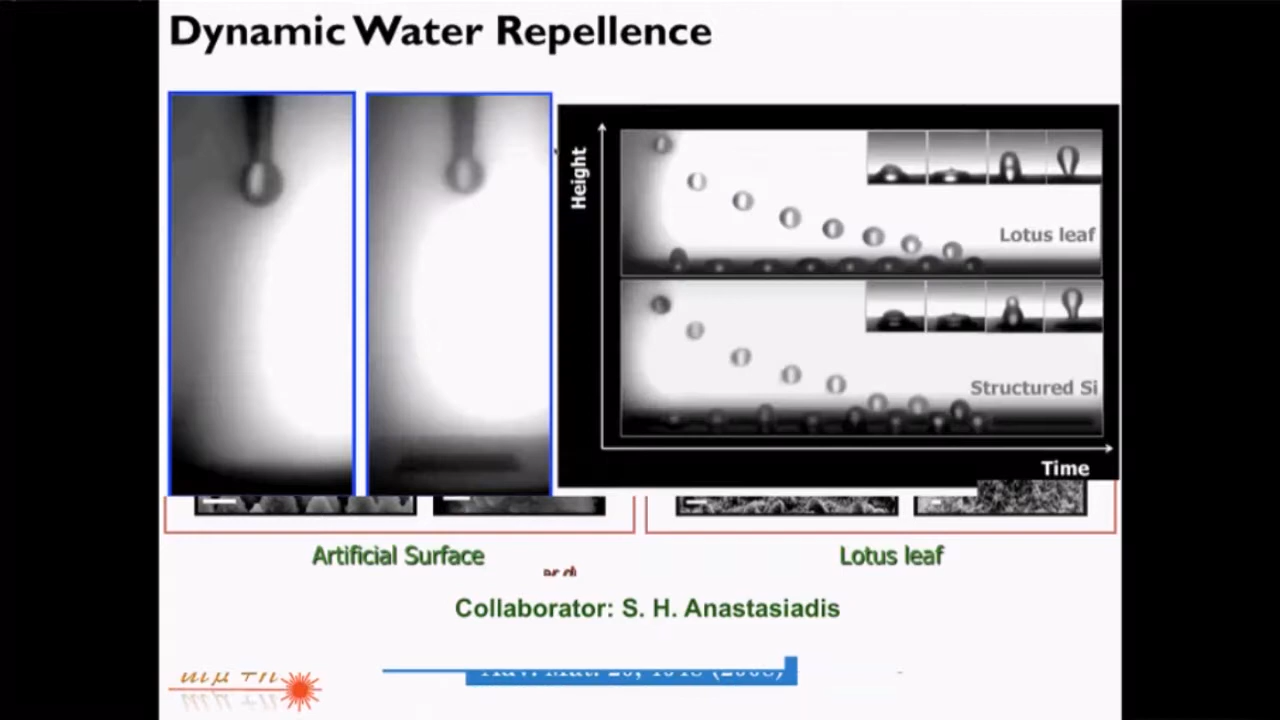 Dynamic Water Repellence
Height
Lotus leaf
Structured Si
Time
Artificial Surface
Lotus leaf
Collaborator: S. H. Anastasiadis